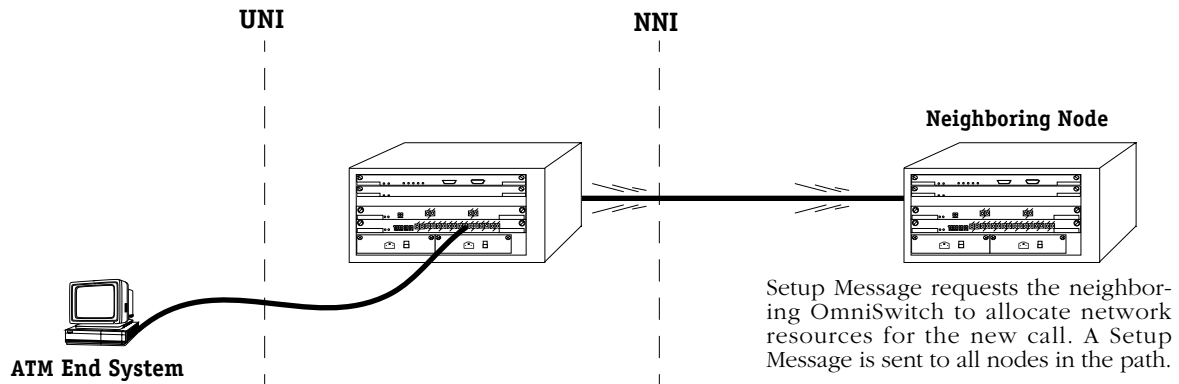 UNI
NNI
Neighboring Node
Setup Message requests the neighbor-
ing OmniSwitch to allocate network
resources for the new call. A Setup
Message is sent to all nodes in the path.
ATM End System